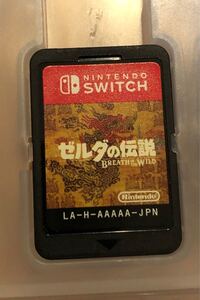 NINTENDO
SWITCH
ゼルダの伝説
BREATH OF THE WILD
Nintendo
LA-H-AAAAA-JPN